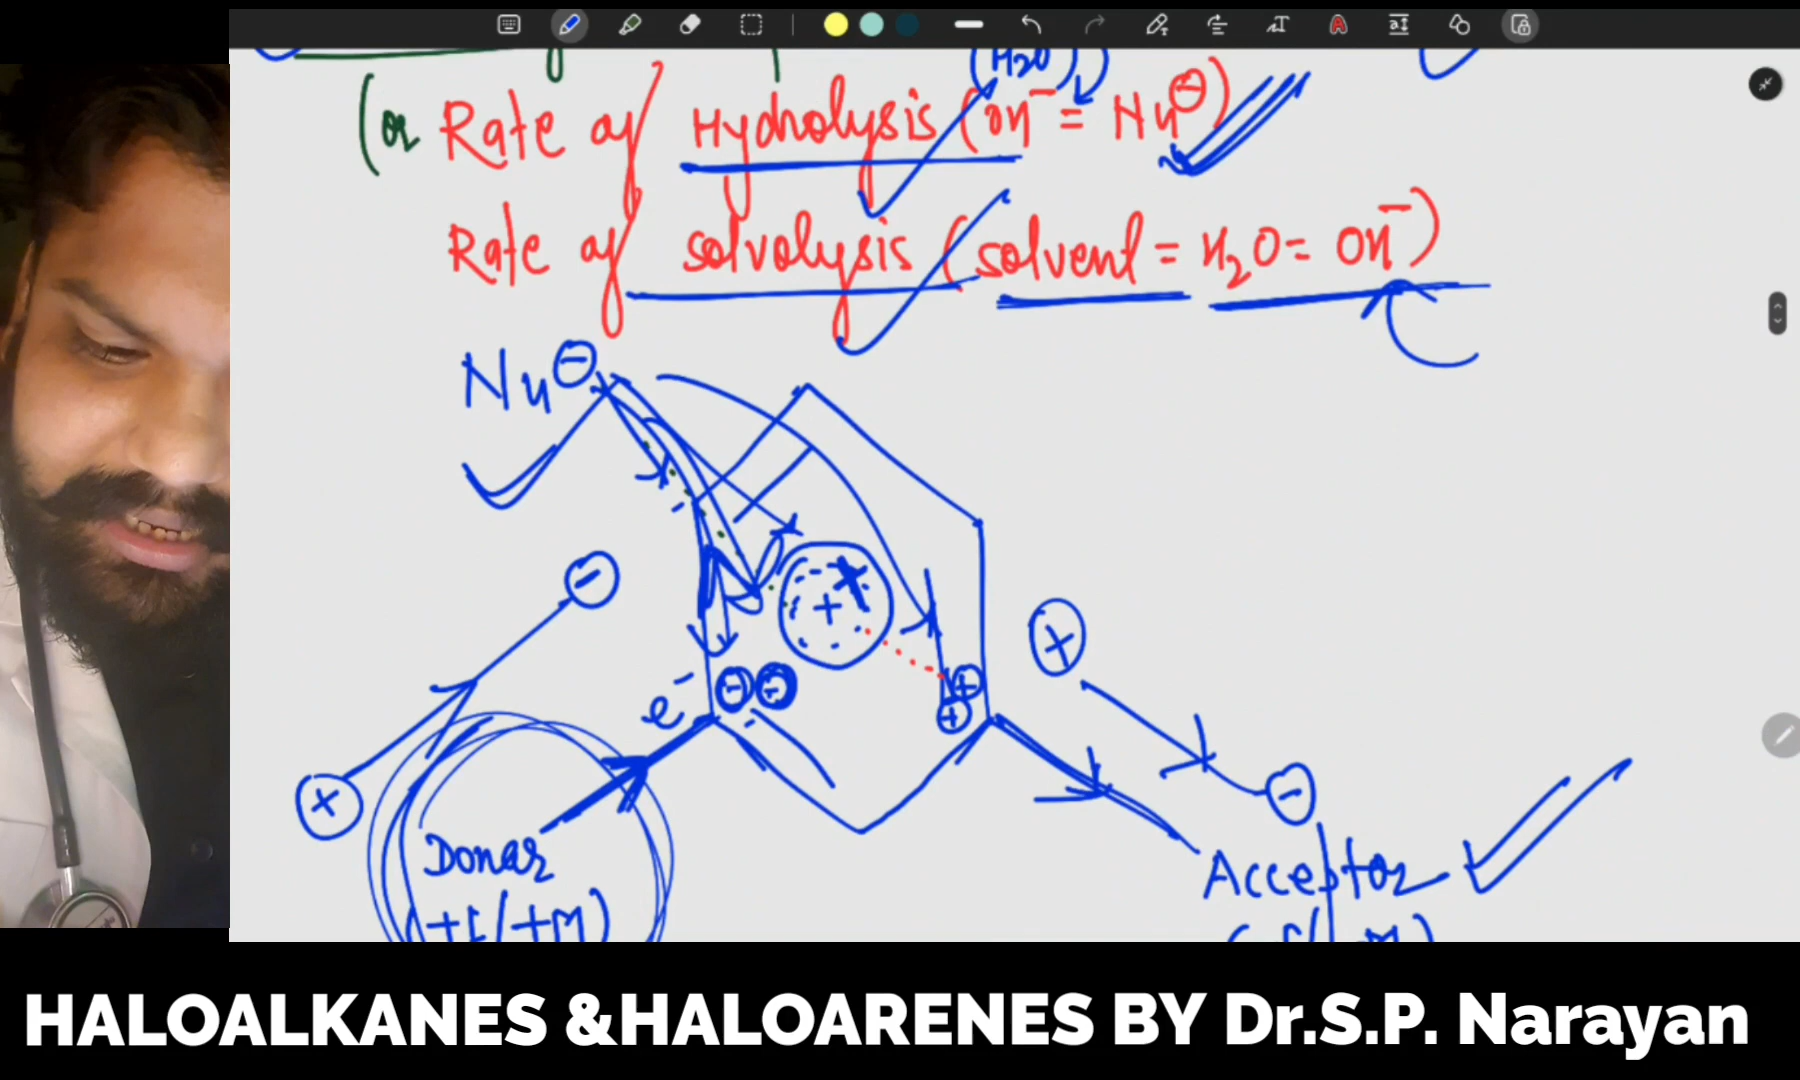 (H2O)
(or Rate of Hydrolysis (OH⁻ = Nu⊖)
Rate of solvolysis (solvent = H2O = OH⁻)
Nu⊖
⊖
+
⊕
e⁻ ⊖⊖ ⊕
⊕
⊕
⊖
Donar
Acceptor
(+I/+M)
HALOALKANES &HALOARENES BY Dr.S.P. Narayan